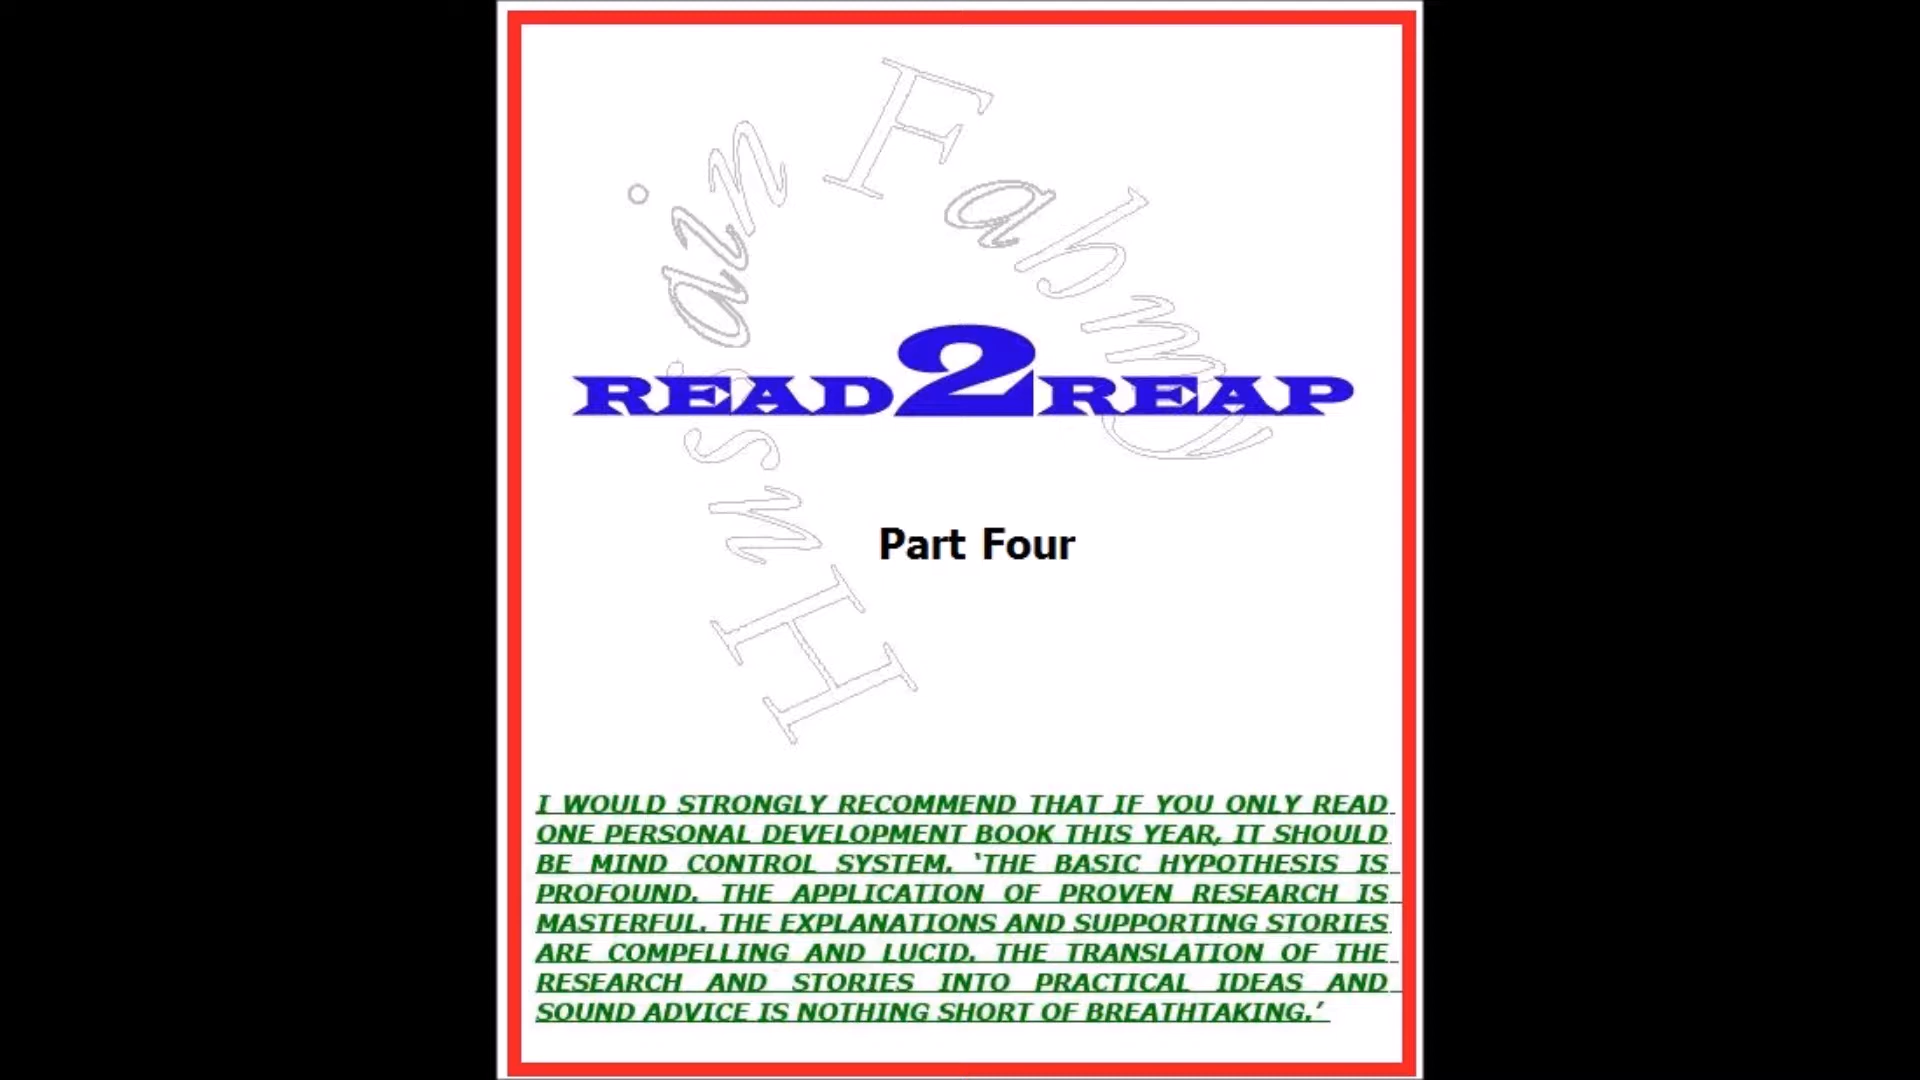 Hussain Fahmy
READ2REAP
Part Four
I WOULD STRONGLY RECOMMEND THAT IF YOU ONLY READ
ONE PERSONAL DEVELOPMENT BOOK THIS YEAR, IT SHOULD
BE MIND CONTROL SYSTEM. ‘THE BASIC HYPOTHESIS IS
PROFOUND. THE APPLICATION OF PROVEN RESEARCH IS
MASTERFUL. THE EXPLANATIONS AND SUPPORTING STORIES
ARE COMPELLING AND LUCID. THE TRANSLATION OF THE
RESEARCH AND STORIES INTO PRACTICAL IDEAS AND
SOUND ADVICE IS NOTHING SHORT OF BREATHTAKING.’